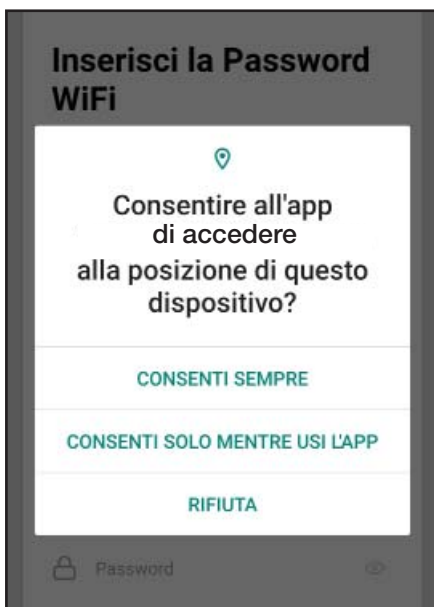 Inserisci la Password
WiFi
Consentire all'app
di accedere
alla posizione di questo
dispositivo?
CONSENTI SEMPRE
CONSENTI SOLO MENTRE USI L'APP
RIFIUTA
Password